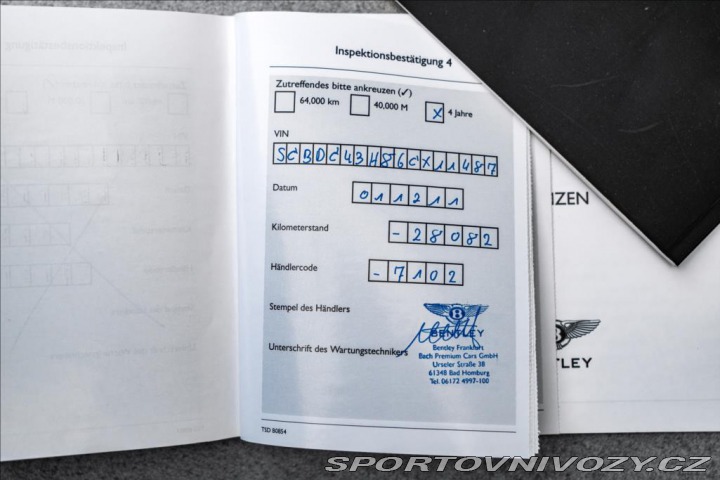 Inspektionsbestätigung 4
Zutreffendes bitte ankreuzen (✓)
64,000 km 40,000 M X 4 Jahre
VIN
SCBDC43H86CX11487
Datum
011211
Kilometerstand
-28082
Händlercode
-7102
Stempel des Händlers
BENTLEY
Unterschrift des Wartungstechnikers
Bentley Frankfurt
Bach Premium Cars GmbH
Urseler Straße 38
61348 Bad Homburg
Tel. 06172 4997-100
TSD 80854
IZEN
TLEY
SPORTOVNIVOZY.CZ